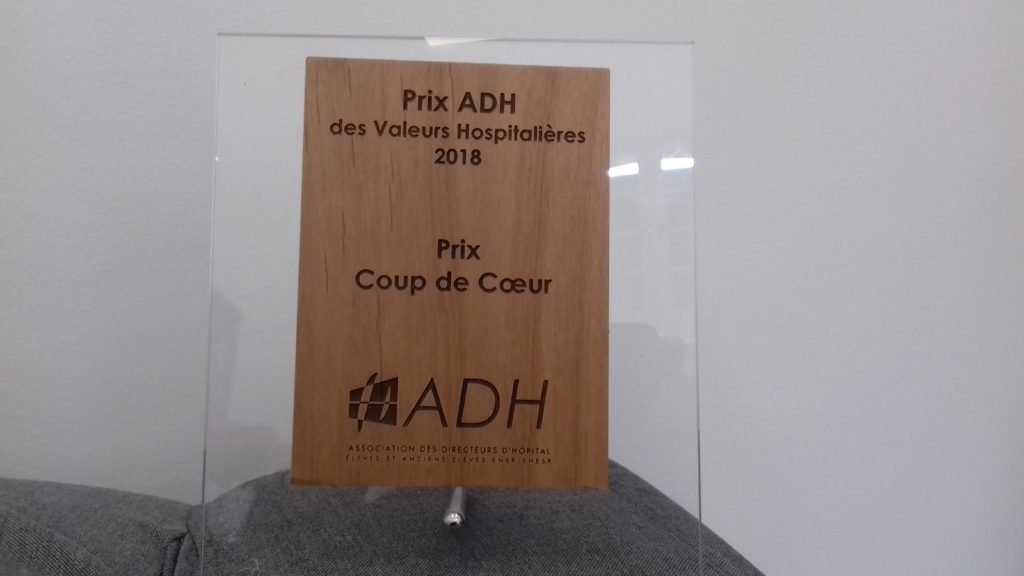 Prix ADH
des Valeurs Hospitalières
2018
Prix
Coup de Cœur
ADH
ASSOCIATION DES DIRECTEURS D'HÔPITAL
ÉLÈVES ET ANCIENS ÉLÈVES ENSP/EHESP